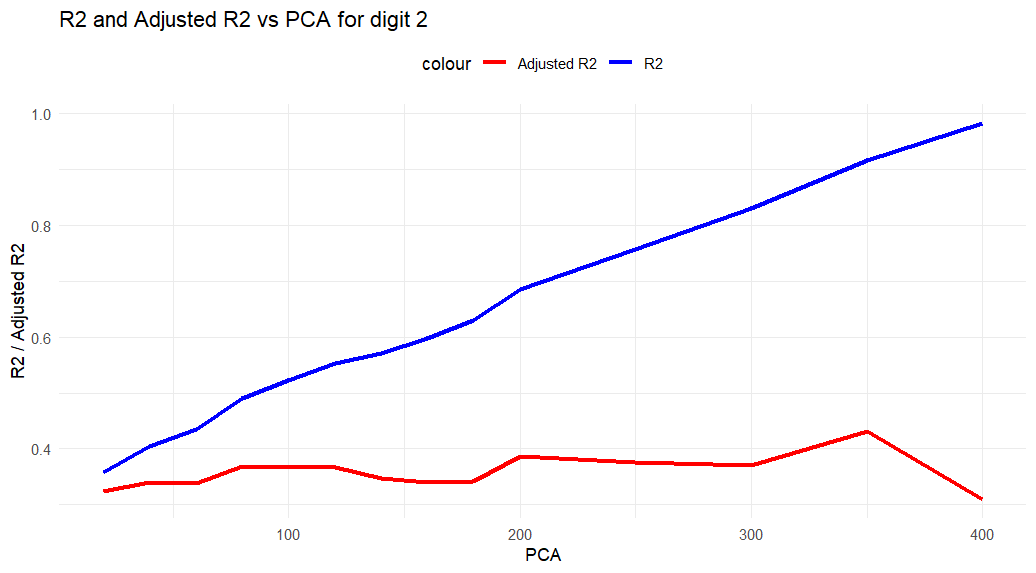 R2 and Adjusted R2 vs PCA for digit 2
colour Adjusted R2 R2
R2 / Adjusted R2
1.0
0.8
0.6
0.4
100 200 300 400
PCA